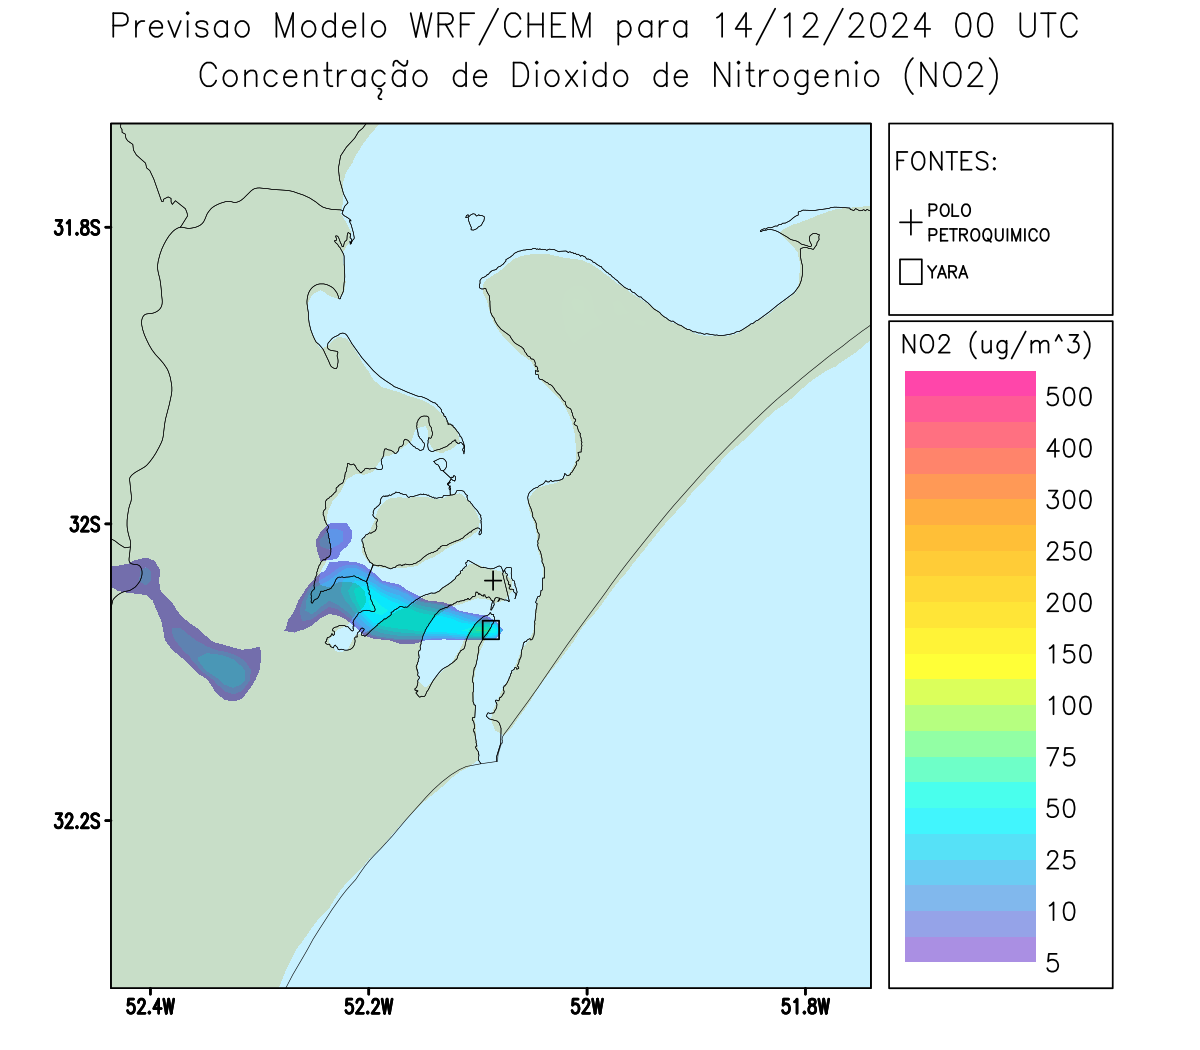 Previsao Modelo WRF/CHEM para 14/12/2024 00 UTC
Concentração de Dioxido de Nitrogenio (NO2)
FONTES:
POLO
PETROQUIMICO
YARA
NO2 (ug/m^3)
500
400
300
250
200
150
100
75
50
25
10
5
31.8S
32S
32.2S
52.4W 52.2W 52W 51.8W